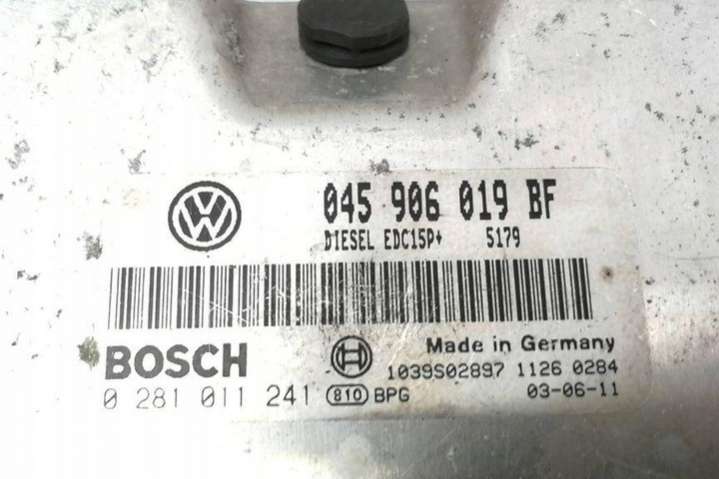 045 906 019 BF
DIESEL EDC15P+ 5179
BOSCH
Made in Germany
1039S02897 1126 0284
0 281 011 241 810 BPG 03-06-11